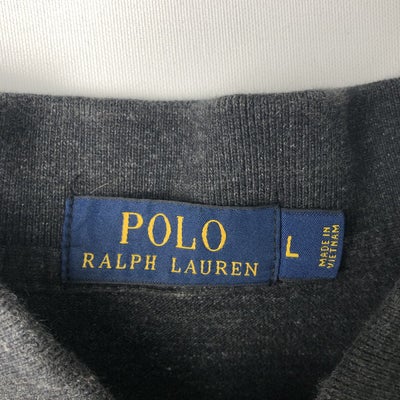 POLO
RALPH LAUREN
L
MADE IN
VIETNAM